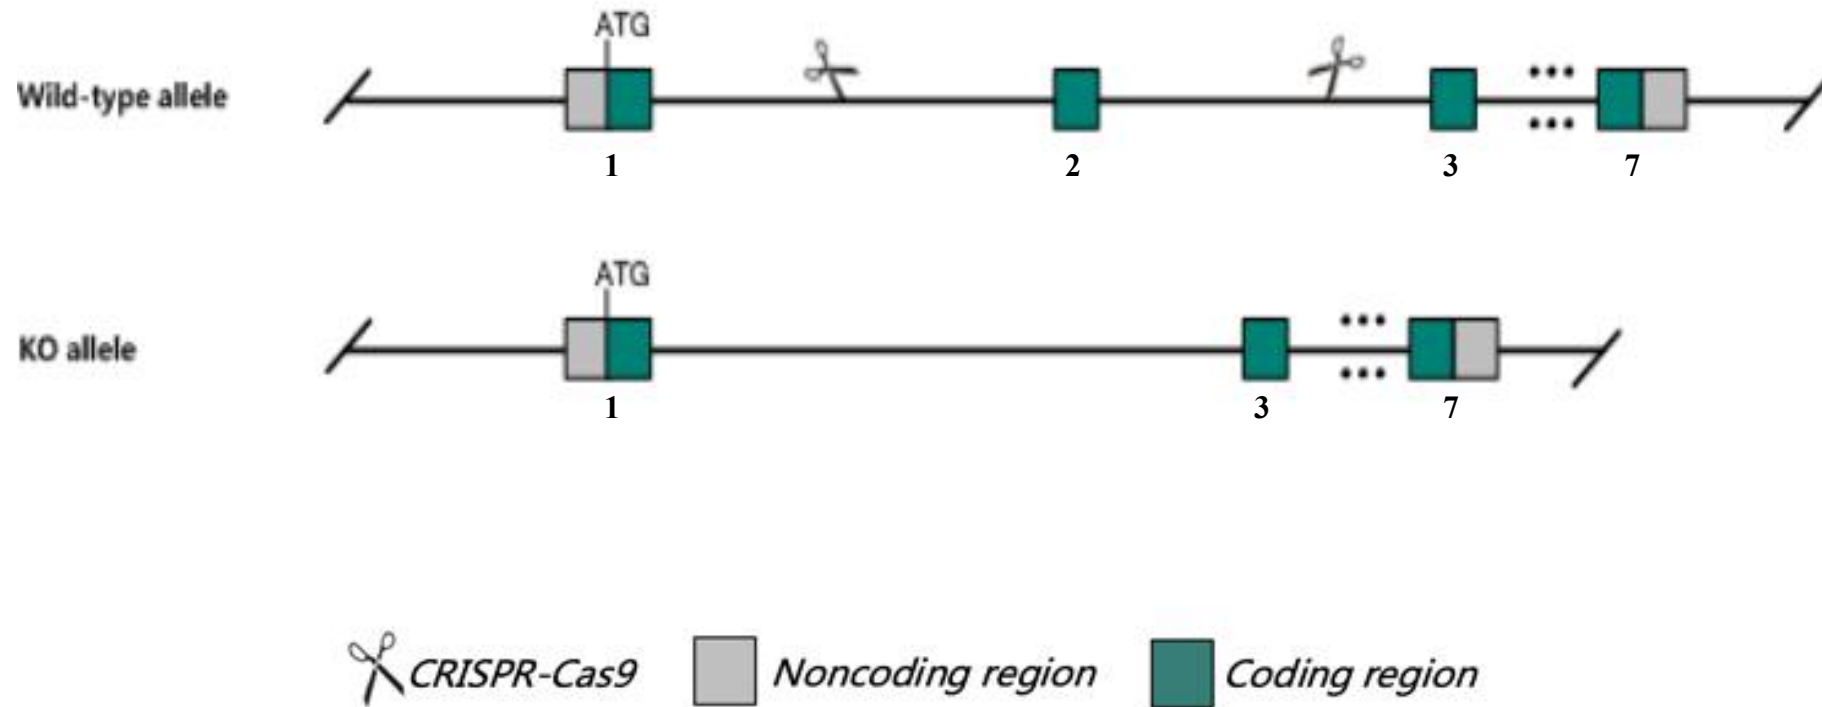 ATG
Wild-type allele
1 2 3 7
ATG
KO allele
1 3 7
CRISPR-Cas9 Noncoding region Coding region